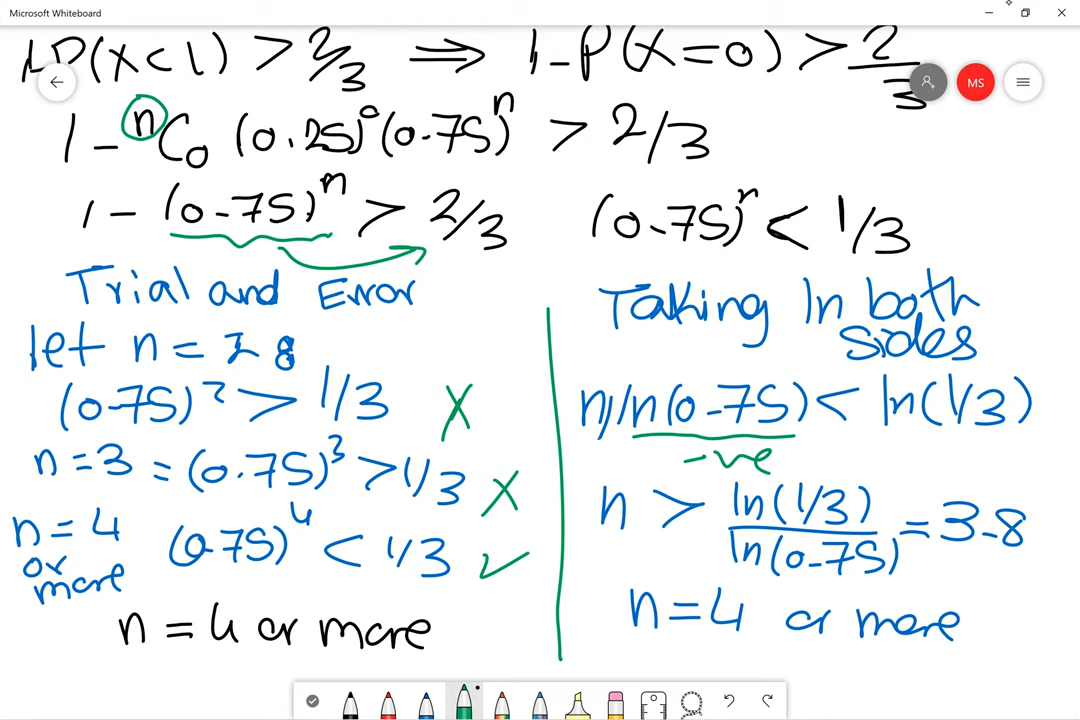 Microsoft Whiteboard
1-P(X<1) > 2/3 ⟹ 1-P(X=0) > 2/3
MS
1 - ⁿC₀ (0.25)⁰(0.75)ⁿ > 2/3
1 - (0.75)ⁿ > 2/3
(0.75)ⁿ < 1/3
Trial and Error
let n = 2 8
(0.75)² > 1/3 X
n = 3 = (0.75)³ > 1/3 X
n = 4 or more (0.75)⁴ < 1/3 ✓
n = 4 or more
Taking ln both
sides
n ln(0.75) < ln(1/3)
-ve
n > ln(1/3) / ln(0.75) = 3.8
n = 4 or more